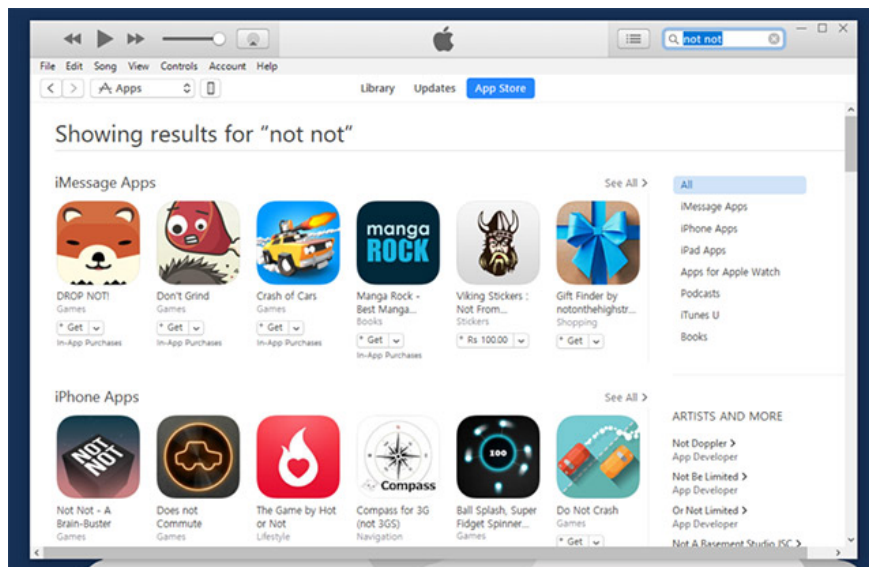 not not
File Edit Song View Controls Account Help
Apps
Library Updates App Store
Showing results for "not not"
iMessage Apps
See All >
manga
ROCK
DROP NOT!
Games
+ Get
In-App Purchases
Don't Grind
Games
+ Get
In-App Purchases
Crash of Cars
Games
+ Get
In-App Purchases
Manga Rock -
Best Manga...
Books
+ Get
In-App Purchases
Viking Stickers :
Not From...
Stickers
+ Rs 100.00
Gift Finder by
notonthehighstr...
Shopping
+ Get
iPhone Apps
See All >
NOT
NOT
Compass
100
Not Not - A
Brain-Buster
Games
Does not
Commute
Games
The Game by Hot
or Not
Lifestyle
Compass for 3G
(not 3GS)
Navigation
Ball Splash, Super
Fidget Spinner...
Games
Do Not Crash
Games
+ Get
All
iMessage Apps
iPhone Apps
iPad Apps
Apps for Apple Watch
Podcasts
iTunes U
Books
ARTISTS AND MORE
Not Doppler >
App Developer
Not Be Limited >
App Developer
Or Not Limited >
App Developer
Not A Basement Studio JSC >